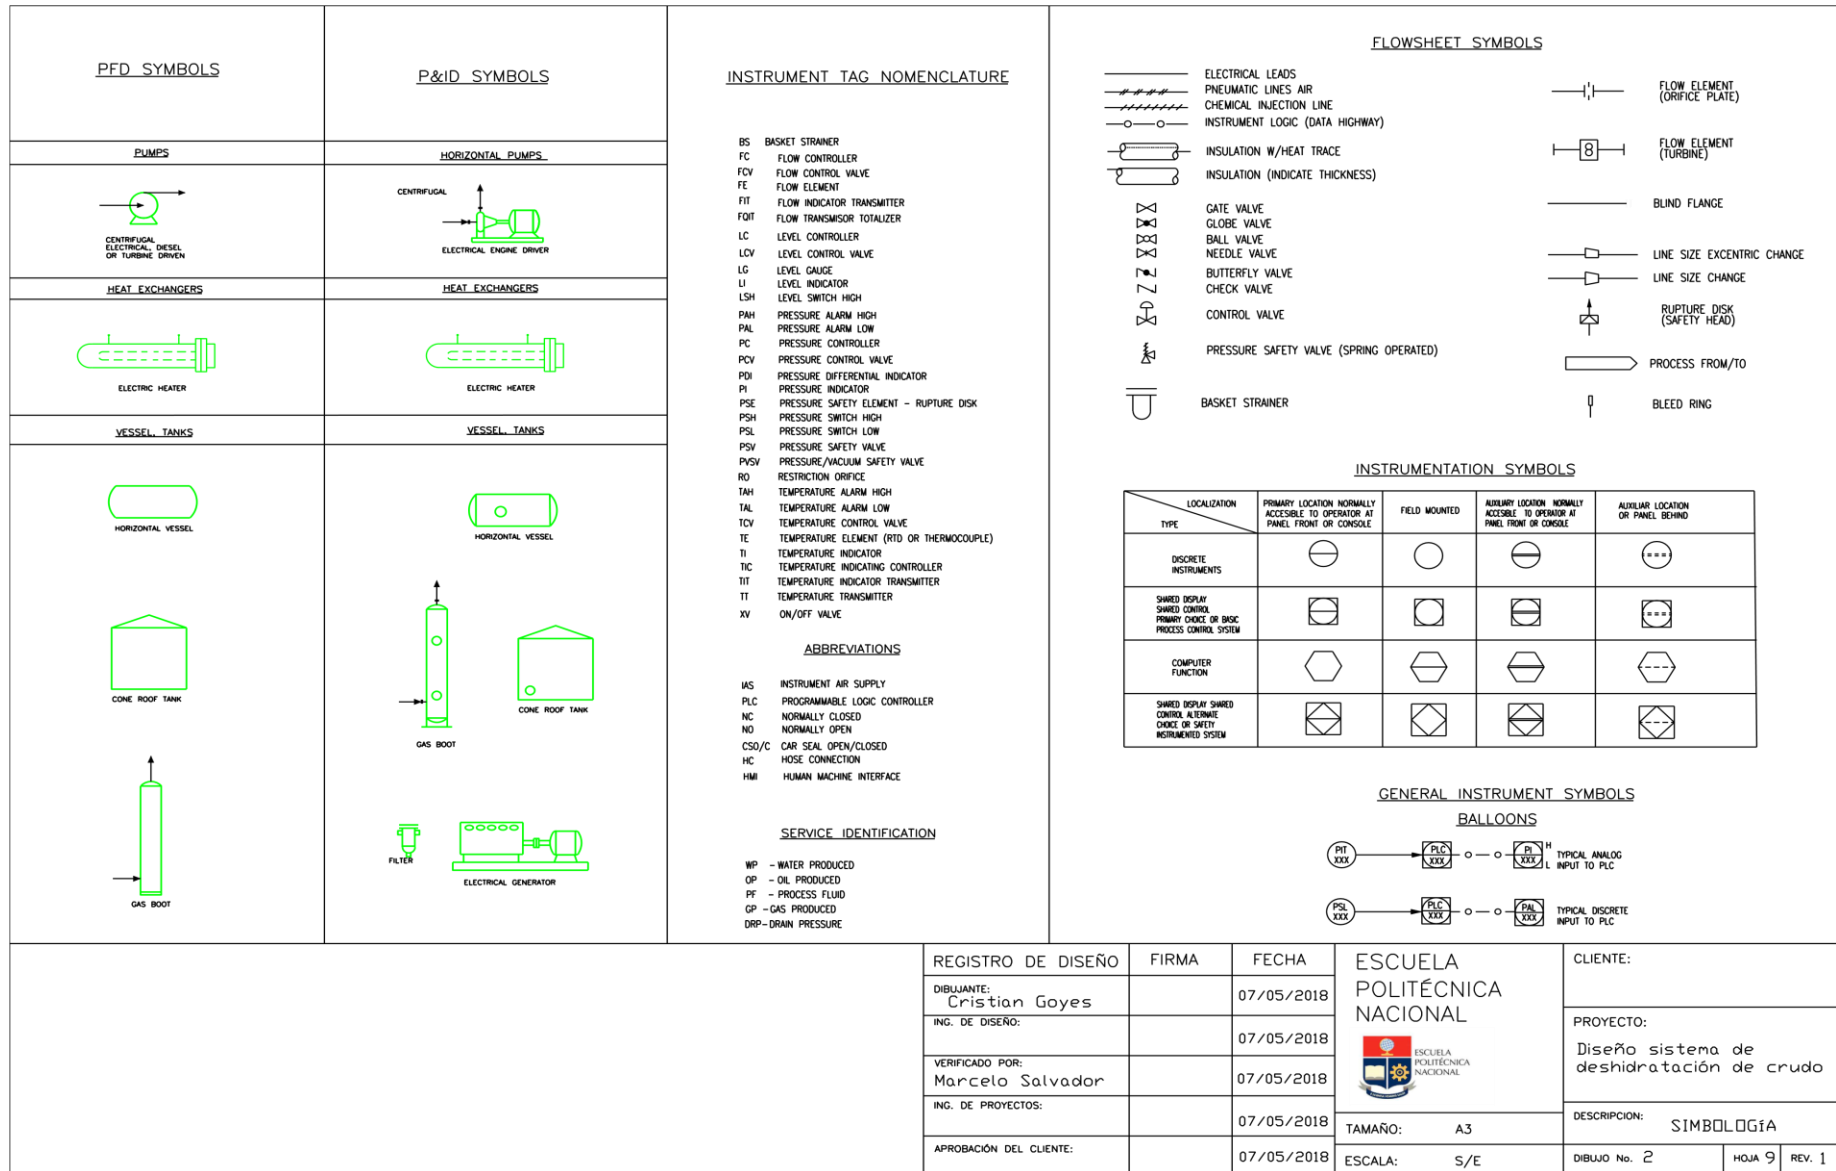 PFD SYMBOLS
PUMPS
CENTRIFUGAL
ELECTRICAL, DIESEL
OR TURBINE DRIVEN
HEAT EXCHANGERS
ELECTRIC HEATER
VESSEL, TANKS
HORIZONTAL VESSEL
CONE ROOF TANK
GAS BOOT
P&ID SYMBOLS
HORIZONTAL PUMPS
CENTRIFUGAL
ELECTRICAL ENGINE DRIVER
HEAT EXCHANGERS
ELECTRIC HEATER
VESSEL, TANKS
HORIZONTAL VESSEL
CONE ROOF TANK
GAS BOOT
FILTER
ELECTRICAL GENERATOR
INSTRUMENT TAG NOMENCLATURE
BS BASKET STRAINER
FC FLOW CONTROLLER
FCV FLOW CONTROL VALVE
FE FLOW ELEMENT
FIT FLOW INDICATOR TRANSMITTER
FQIT FLOW TRANSMISOR TOTALIZER
LC LEVEL CONTROLLER
LCV LEVEL CONTROL VALVE
LG LEVEL GAUGE
LI LEVEL INDICATOR
LSH LEVEL SWITCH HIGH
PAH PRESSURE ALARM HIGH
PAL PRESSURE ALARM LOW
PC PRESSURE CONTROLLER
PCV PRESSURE CONTROL VALVE
PDI PRESSURE DIFFERENTIAL INDICATOR
PI PRESSURE INDICATOR
PSE PRESSURE SAFETY ELEMENT - RUPTURE DISK
PSH PRESSURE SWITCH HIGH
PSL PRESSURE SWITCH LOW
PSV PRESSURE SAFETY VALVE
PVSV PRESSURE/VACUUM SAFETY VALVE
RO RESTRICTION ORIFICE
TAH TEMPERATURE ALARM HIGH
TAL TEMPERATURE ALARM LOW
TCV TEMPERATURE CONTROL VALVE
TE TEMPERATURE ELEMENT (RTD OR THERMOCOUPLE)
TI TEMPERATURE INDICATOR
TIC TEMPERATURE INDICATING CONTROLLER
TIT TEMPERATURE INDICATOR TRANSMITTER
TT TEMPERATURE TRANSMITTER
XV ON/OFF VALVE
ABBREVIATIONS
IAS INSTRUMENT AIR SUPPLY
PLC PROGRAMMABLE LOGIC CONTROLLER
NC NORMALLY CLOSED
NO NORMALLY OPEN
CSO/C CAR SEAL OPEN/CLOSED
HC HOSE CONNECTION
HMI HUMAN MACHINE INTERFACE
SERVICE IDENTIFICATION
WP - WATER PRODUCED
OP - OIL PRODUCED
PF - PROCESS FLUID
GP - GAS PRODUCED
DRP- DRAIN PRESSURE
FLOWSHEET SYMBOLS
ELECTRICAL LEADS
PNEUMATIC LINES AIR
CHEMICAL INJECTION LINE
INSTRUMENT LOGIC (DATA HIGHWAY)
INSULATION W/HEAT TRACE
INSULATION (INDICATE THICKNESS)
GATE VALVE
GLOBE VALVE
BALL VALVE
NEEDLE VALVE
BUTTERFLY VALVE
CHECK VALVE
CONTROL VALVE
PRESSURE SAFETY VALVE (SPRING OPERATED)
BASKET STRAINER
FLOW ELEMENT
(ORIFICE PLATE)
8
FLOW ELEMENT
(TURBINE)
BLIND FLANGE
LINE SIZE EXCENTRIC CHANGE
LINE SIZE CHANGE
RUPTURE DISK
(SAFETY HEAD)
PROCESS FROM/TO
BLEED RING
INSTRUMENTATION SYMBOLS
LOCALIZATION
TYPE
PRIMARY LOCATION NORMALLY
ACCESIBLE TO OPERATOR AT
PANEL FRONT OR CONSOLE
FIELD MOUNTED
AUXILIARY LOCATION NORMALLY
ACCESIBLE TO OPERATOR AT
PANEL FRONT OR CONSOLE
AUXILIAR LOCATION
OR PANEL BEHIND
DISCRETE
INSTRUMENTS
SHARED DISPLAY
SHARED CONTROL
PRIMARY CHOICE OR BASIC
PROCESS CONTROL SYSTEM
COMPUTER
FUNCTION
SHARED DISPLAY SHARED
CONTROL ALTERNATE
CHOICE OR SAFETY
INSTRUMENTED SYSTEM
GENERAL INSTRUMENT SYMBOLS
BALLOONS
PIT XXX PLC XXX PI XXX H L
TYPICAL ANALOG
INPUT TO PLC
PSL XXX PLC XXX PAL XXX
TYPICAL DISCRETE
INPUT TO PLC
REGISTRO DE DISEÑO FIRMA FECHA
DIBUJANTE:
Cristian Goyes 07/05/2018
ING. DE DISEÑO:
07/05/2018
VERIFICADO POR:
Marcelo Salvador 07/05/2018
ING. DE PROYECTOS:
07/05/2018
APROBACIÓN DEL CLIENTE:
07/05/2018
ESCUELA
POLITÉCNICA
NACIONAL
ESCUELA
POLITÉCNICA
NACIONAL
TAMAÑO: A3
ESCALA: S/E
CLIENTE:
PROYECTO:
Diseño sistema de
deshidratación de crudo
DESCRIPCION:
SIMBOLOGíA
DIBUJO No. 2 HOJA 9 REV. 1